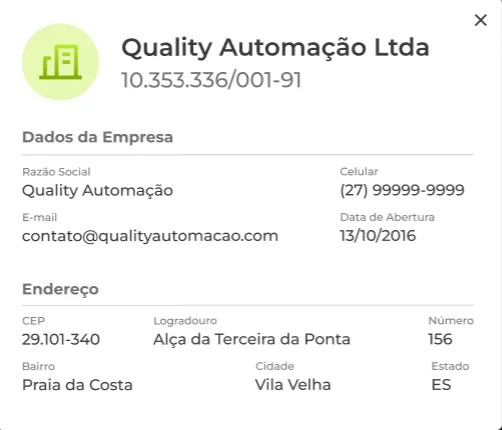 Quality Automação Ltda
10.353.336/001-91
Dados da Empresa
Razão Social Celular
Quality Automação (27) 99999-9999
E-mail Data de Abertura
contato@qualityautomacao.com 13/10/2016
Endereço
CEP Logradouro Número
29.101-340 Alça da Terceira da Ponta 156
Bairro Cidade Estado
Praia da Costa Vila Velha ES